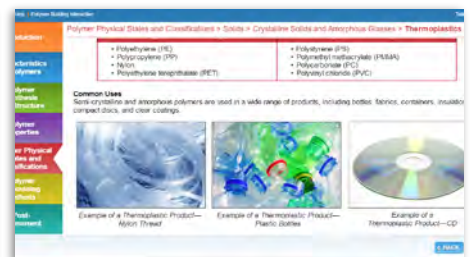 Polymer Physical States and Classifications > Solids > Crystalline Solids and Amorphous Glasses > Thermoplastics
• Polyethylene (PE)
• Polypropylene (PP)
• Nylon
• Polyethylene terephthalate (PET)
• Polystyrene (PS)
• Polymethyl methacrylate (PMMA)
• Polycarbonate (PC)
• Polyvinyl chloride (PVC)
Common Uses
Semi-crystalline and amorphous polymers are used in a wide range of products, including bottles, fabrics, containers,
compact discs, and clear coatings.
Example of a Thermoplastic Product—
Nylon Thread
Example of a Thermoplastic Product—
Plastic Bottles
Example of a
Thermoplastic Product—CD
BACK